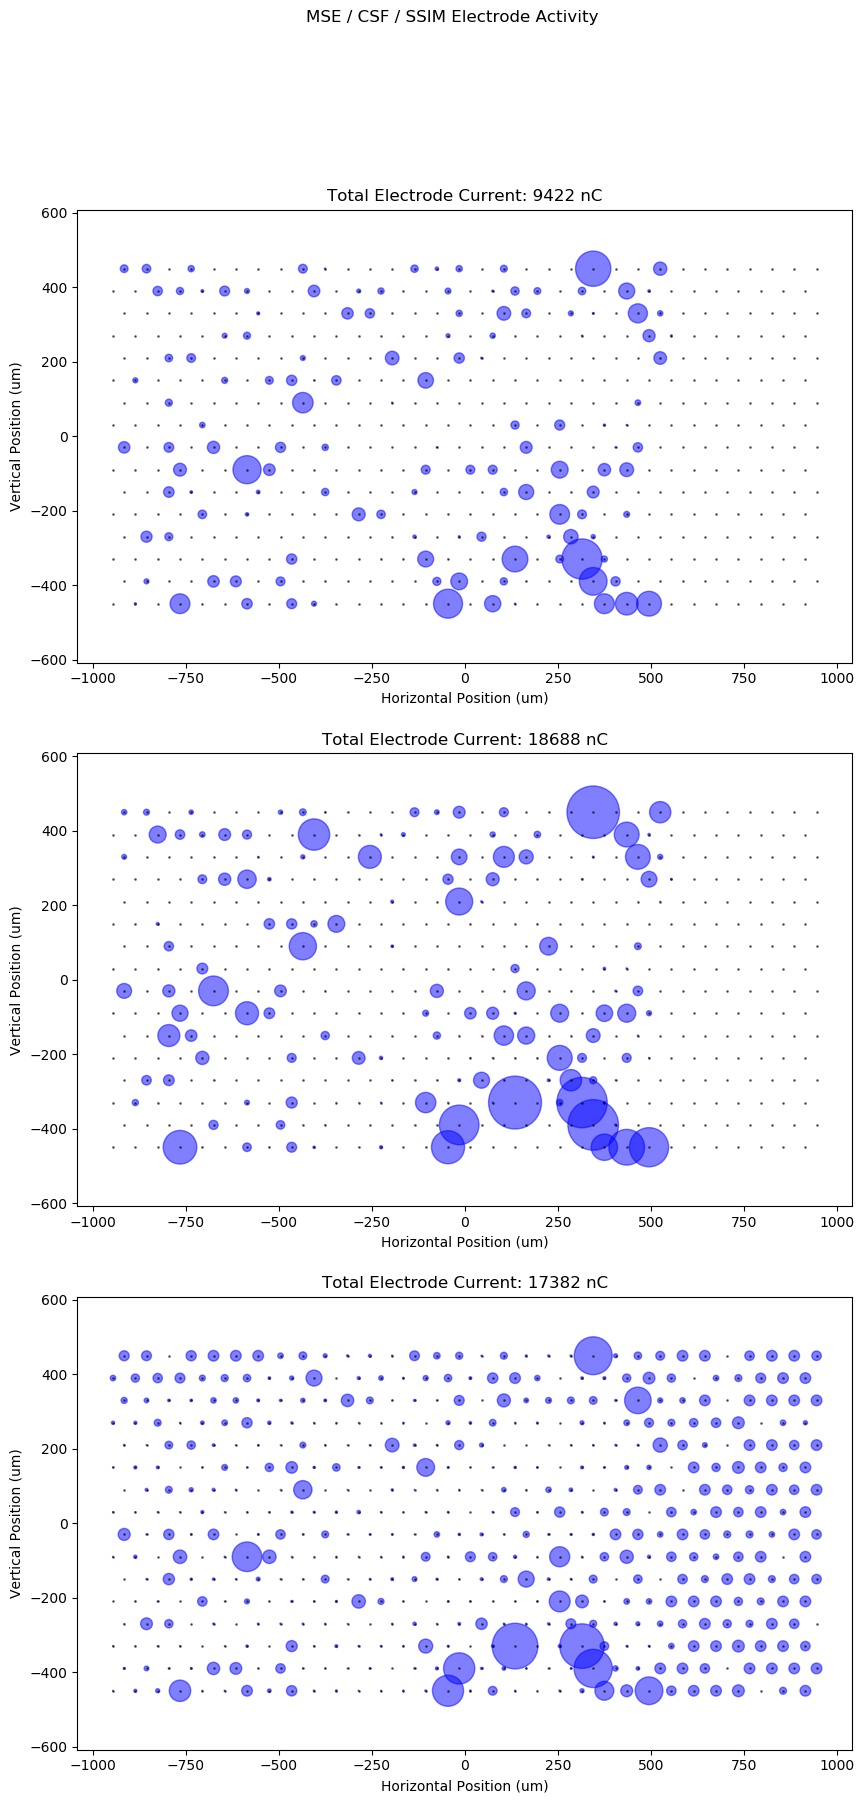 MSE / CSF / SSIM Electrode Activity
Total Electrode Current: 9422 nC
600
400
200
0
−200
−400
−600
Vertical Position (um)
−1000 −750 −500 −250 0 250 500 750 1000
Horizontal Position (um)
Total Electrode Current: 18688 nC
600
400
200
0
−200
−400
−600
Vertical Position (um)
−1000 −750 −500 −250 0 250 500 750 1000
Horizontal Position (um)
Total Electrode Current: 17382 nC
600
400
200
0
−200
−400
−600
Vertical Position (um)
−1000 −750 −500 −250 0 250 500 750 1000
Horizontal Position (um)